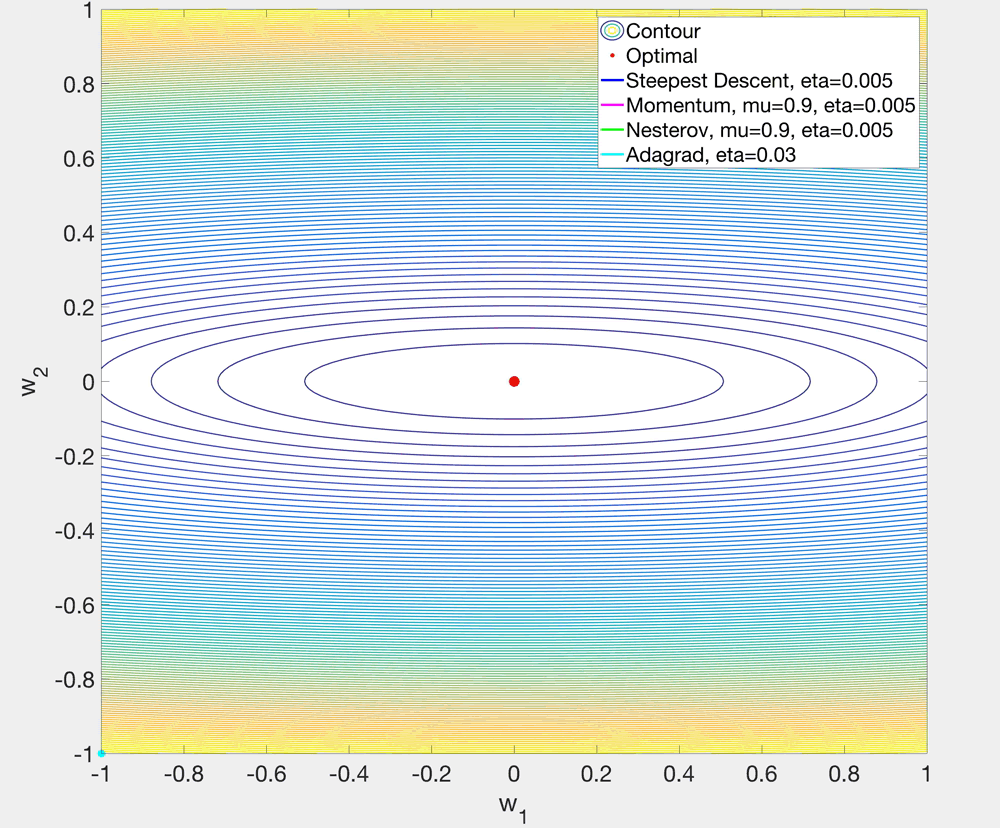 1
Contour
Optimal
Steepest Descent, eta=0.005
Momentum, mu=0.9, eta=0.005
Nesterov, mu=0.9, eta=0.005
Adagrad, eta=0.03
0.8
0.6
0.4
0.2
w_2
0
-0.2
-0.4
-0.6
-0.8
-1
-1 -0.8 -0.6 -0.4 -0.2 0 0.2 0.4 0.6 0.8 1
w_1